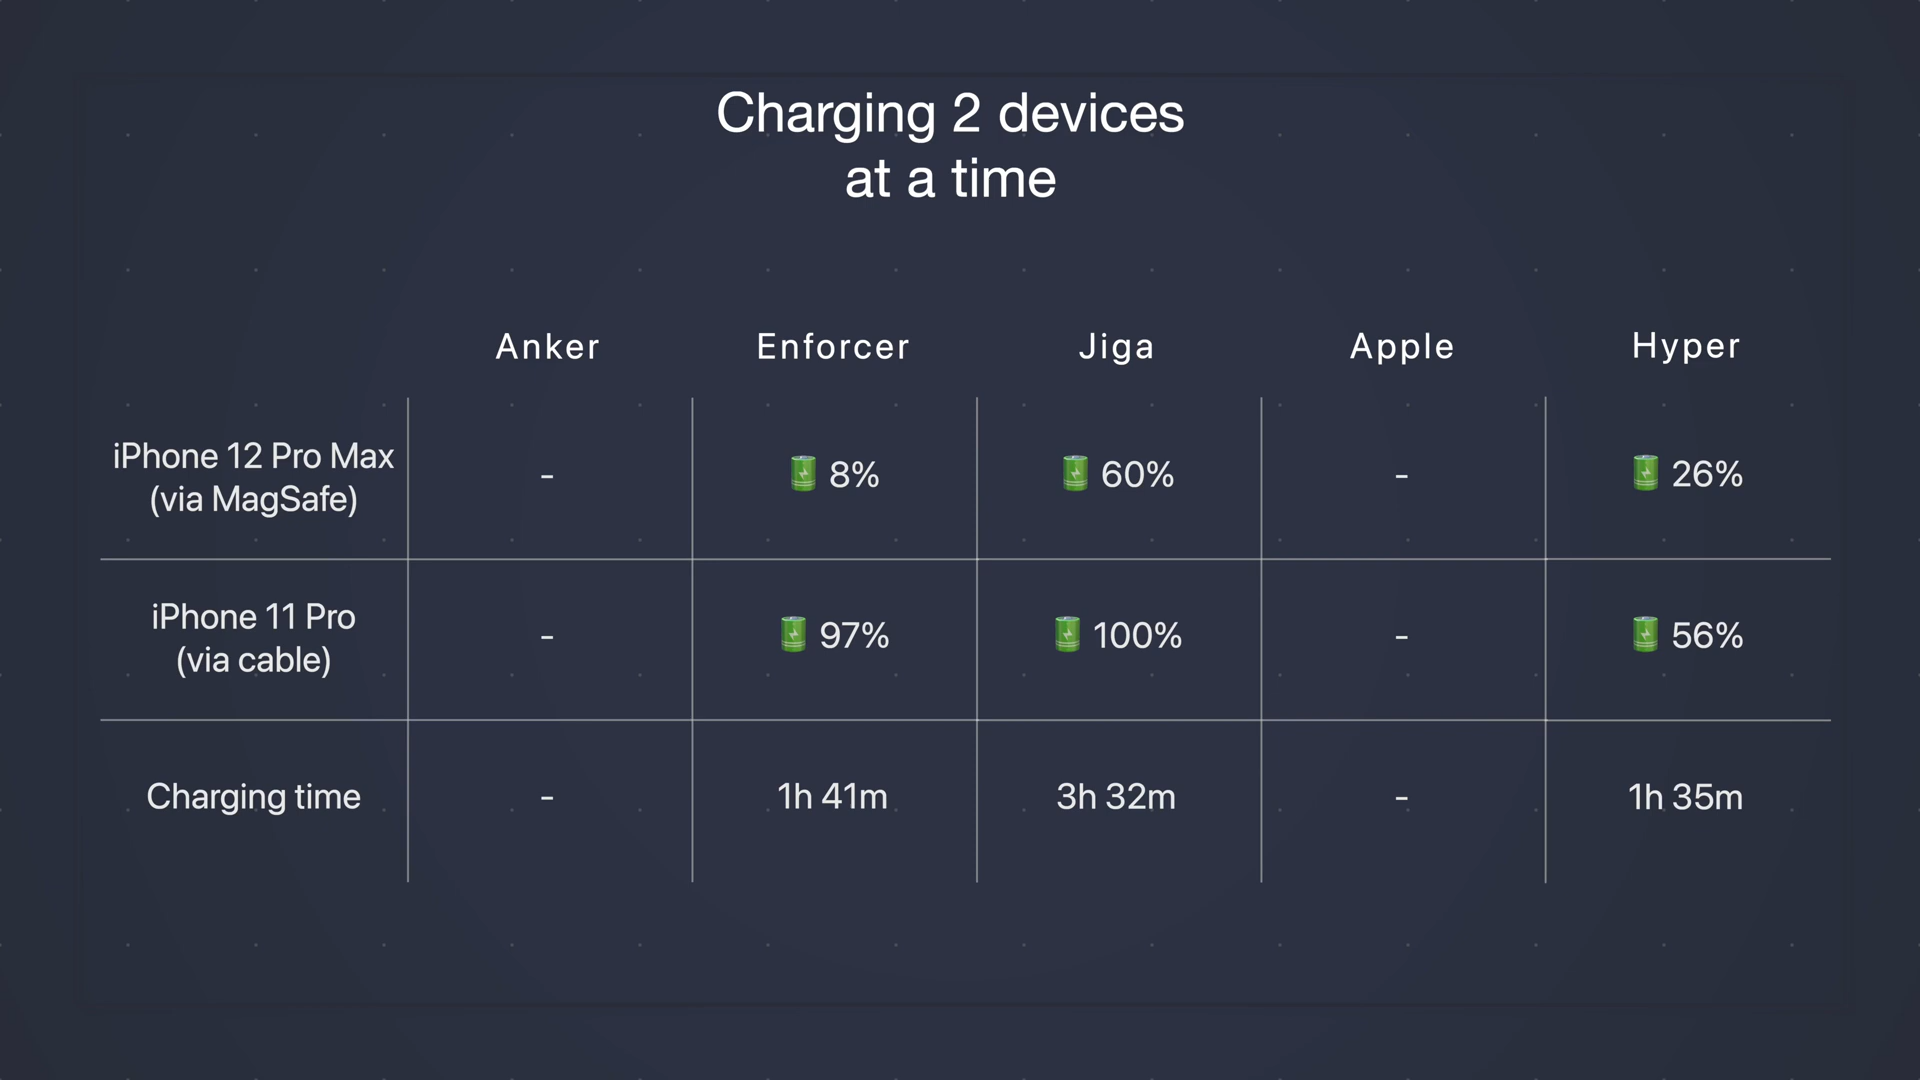 Charging 2 devices
at a time
Anker Enforcer Jiga Apple Hyper
iPhone 12 Pro Max
(via MagSafe)
- 8% 60% - 26%
iPhone 11 Pro
(via cable)
- 97% 100% - 56%
Charging time - 1h 41m 3h 32m - 1h 35m